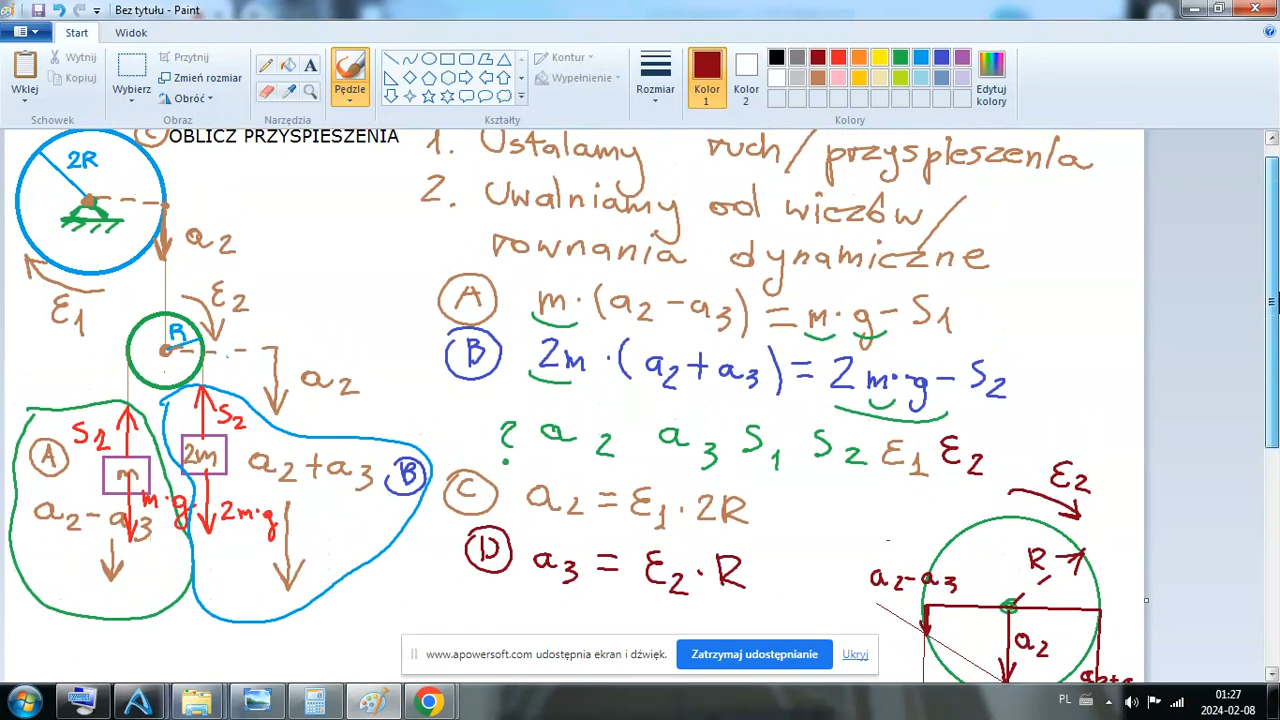 Bez tytułu - Paint
Start Widok
Wklej
Wytnij
Kopiuj
Schowek
Wybierz
Przytnij
Zmień rozmiar
Obróć
Obraz
Narzędzia
Pędzle
Kontur
Wypełnienie
Kształty
Rozmiar
Kolor 1
Kolor 2
Edytuj kolory
Kolory
C OBLICZ PRZYSPIESZENIA
1. Ustalamy ruch/przyspieszenia
2. Uwalniamy od wiezów/
rownania dynamiczne
2R
a2
ε1
ε2
R
a2
A m·(a2-a3)=m·g-S1
B 2m·(a2+a3)=2m·g-S2
? a2 a3 S1 S2 ε1 ε2
C a2 = ε1·2R
D a3 = ε2·R
S1
S2
A
m
2m
a2+a3
B
m·g
2m·g
a2-a3
ε2
R
a2-a3
a2
www.apowersoft.com udostępnia ekran i dźwięk.
Zatrzymaj udostępnianie
Ukryj
PL
01:27
2024-02-08